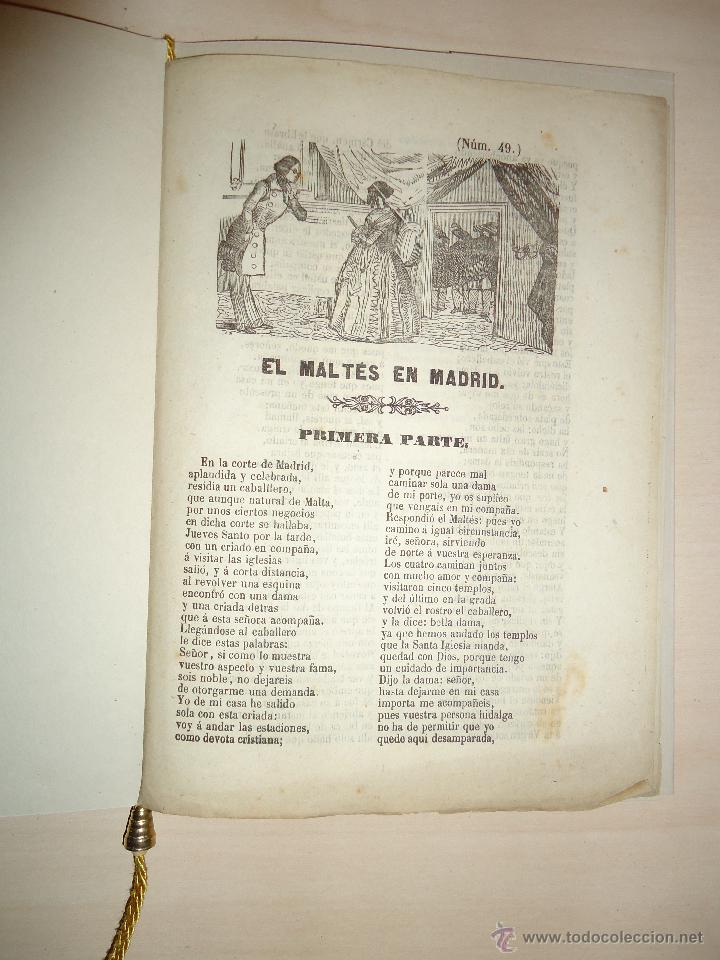 (Núm. 49.)
EL MALTÉS EN MADRID.
PRIMERA PARTE.
En la corte de Madrid,
aplaudida y celebrada,
residia un caballero,
que aunque natural de Malta,
por unos ciertos negocios
en dicha corte se hallaba.
Jueves Santo por la tarde,
con un criado en compaña,
á visitar las iglesias
salió, y á corta distancia,
al revolver una esquina
encontró con una dama
y una criada detras
que á esta señora acompaña.
Llegándose al caballero
le dice estas palabras:
Señor, si como lo muestra
vuestro aspecto y vuestra fama,
sois noble, no dejareis
de otorgarme una demanda.
Yo de mi casa he salido
sola con esta criada:
voy á andar las estaciones,
como devota cristiana;
y porque parece mal
caminar sola una dama
de mi porte, yo os suplico
que vengais en mi compaña.
Respondió el Maltés: pues yo
camino a igual circunstancia,
iré, señora, sirviendo
de norte á vuestra esperanza.
Los cuatro caminan juntos
con mucho amor y compaña:
visitaron cinco templos,
y del último en la grada
volvió el rostro el caballero,
y la dice: bella dama,
ya que hemos andado los templos
que la Santa Iglesia manda,
quedad con Dios, porque tengo
un cuidado de importancia.
Dijo la dama: señor,
hasta dejarme en mi casa
importa me acompañeis,
pues vuestra persona hidalga
no ha de permitir que yo
quede aquí desamparada,
www.todocoleccion.net